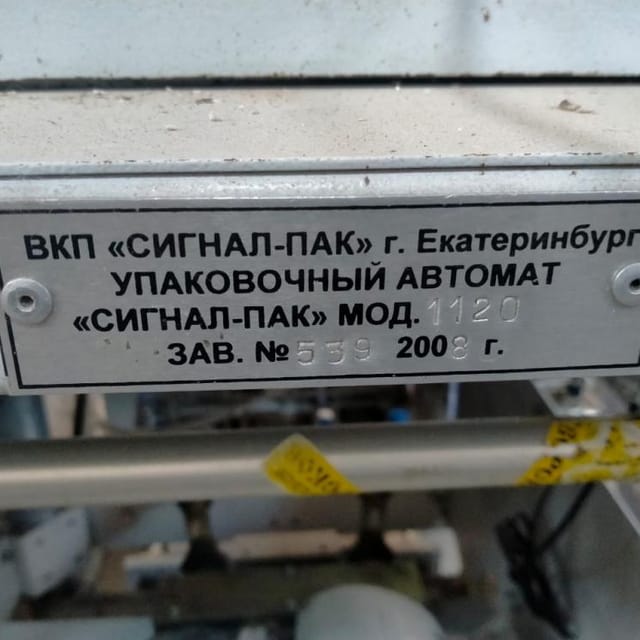 ВКП «СИГНАЛ-ПАК» г. Екатеринбург
УПАКОВОЧНЫЙ АВТОМАТ
«СИГНАЛ-ПАК» МОД. 1120
ЗАВ. № 539 2008 г.